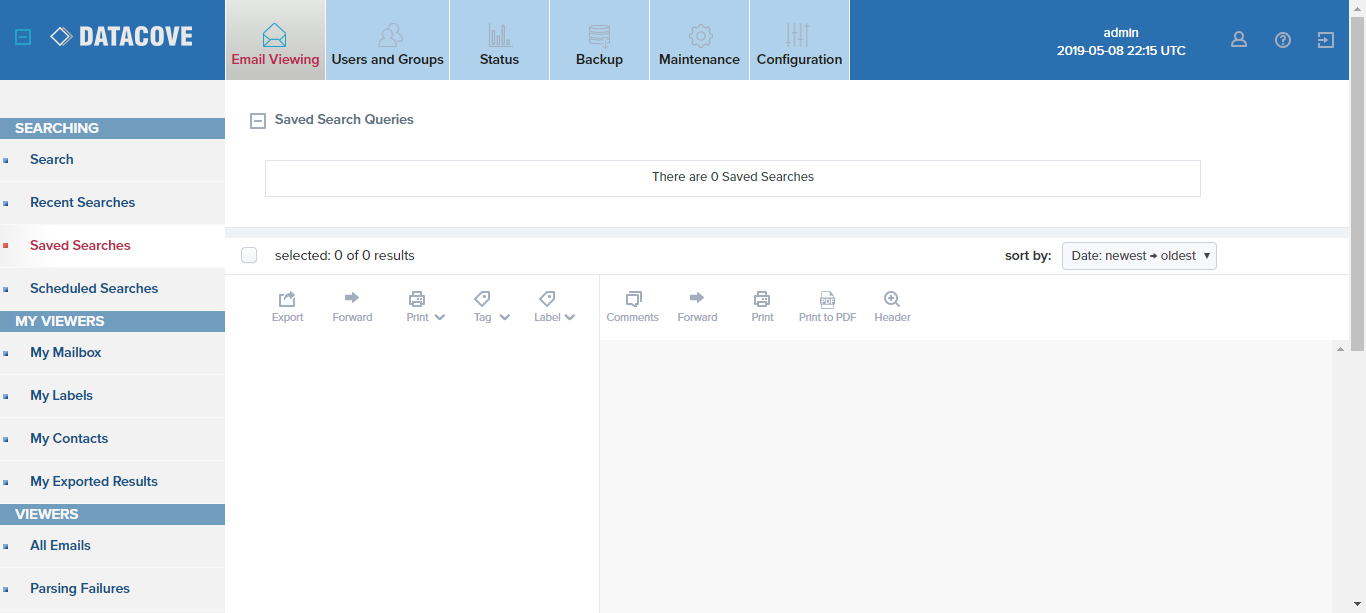 DATACOVE
Email Viewing
Users and Groups
Status
Backup
Maintenance
Configuration
admin
2019-05-08 22:15 UTC
SEARCHING
Search
Recent Searches
Saved Searches
Scheduled Searches
MY VIEWERS
My Mailbox
My Labels
My Contacts
My Exported Results
VIEWERS
All Emails
Parsing Failures
Saved Search Queries
There are 0 Saved Searches
selected: 0 of 0 results
sort by:
Date: newest → oldest
Export
Forward
Print
Tag
Label
Comments
Forward
Print
PDF
Print to PDF
Header